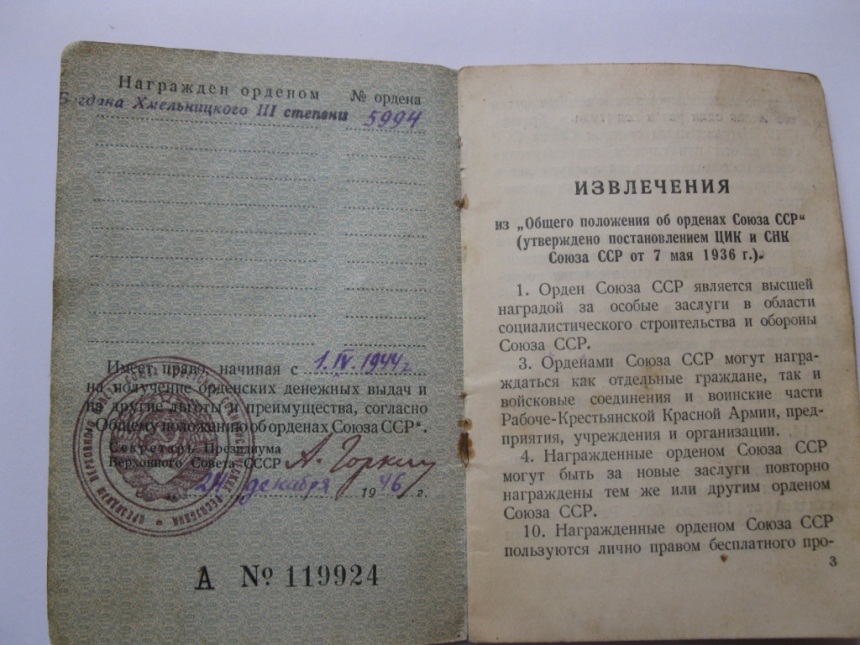 Награжден орденом № ордена
Богдана Хмельницкого III степени 5994
Имеет право, начиная с 1. IV. 1944 г.
на получение орденских денежных выдач и
на другие льготы и преимущества, согласно
„Общему положению об орденах Союза ССР“.
Секретарь Президиума
Верховного Совета СССР А. Горкин
24 декабря 1946 г.
А № 119924
ИЗВЛЕЧЕНИЯ
из „Общего положения об орденах Союза ССР“
(утверждено постановлением ЦИК и СНК
Союза ССР от 7 мая 1936 г.).
1. Орден Союза ССР является высшей
наградой за особые заслуги в области
социалистического строительства и обороны
Союза ССР.
3. Орденами Союза ССР могут награ-
ждаться как отдельные граждане, так и
войсковые соединения и воинские части
Рабоче-Крестьянской Красной Армии, пред-
приятия, учреждения и организации.
4. Награжденные орденом Союза ССР
могут быть за новые заслуги повторно
награждены тем же или другим орденом
Союза ССР.
10. Награжденные орденом Союза ССР
пользуются лично правом бесплатного про-
3